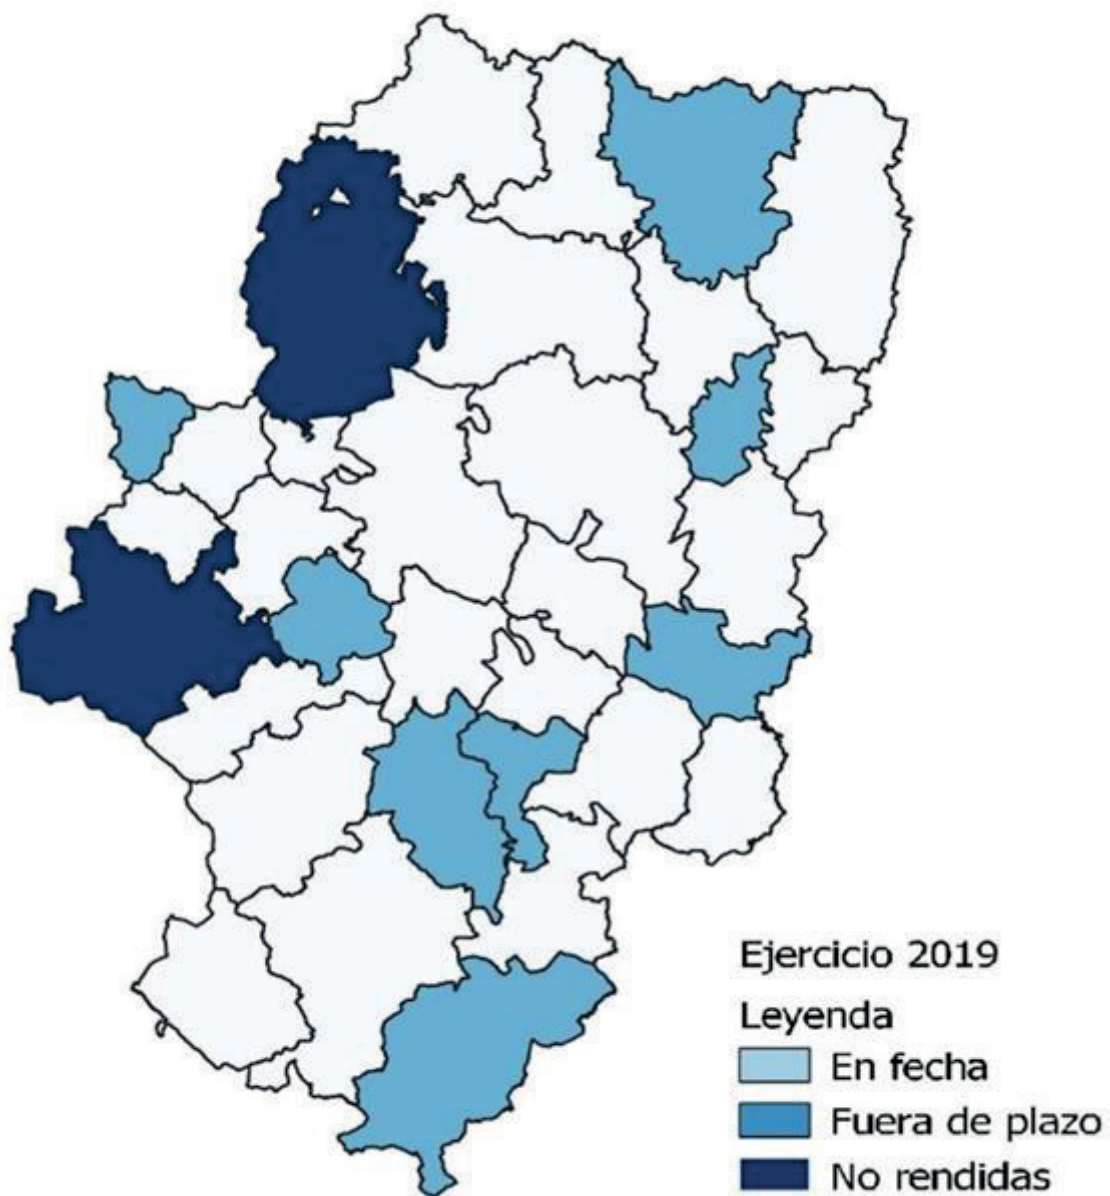 Ejercicio 2019
Leyenda
En fecha
Fuera de plazo
No rendidas